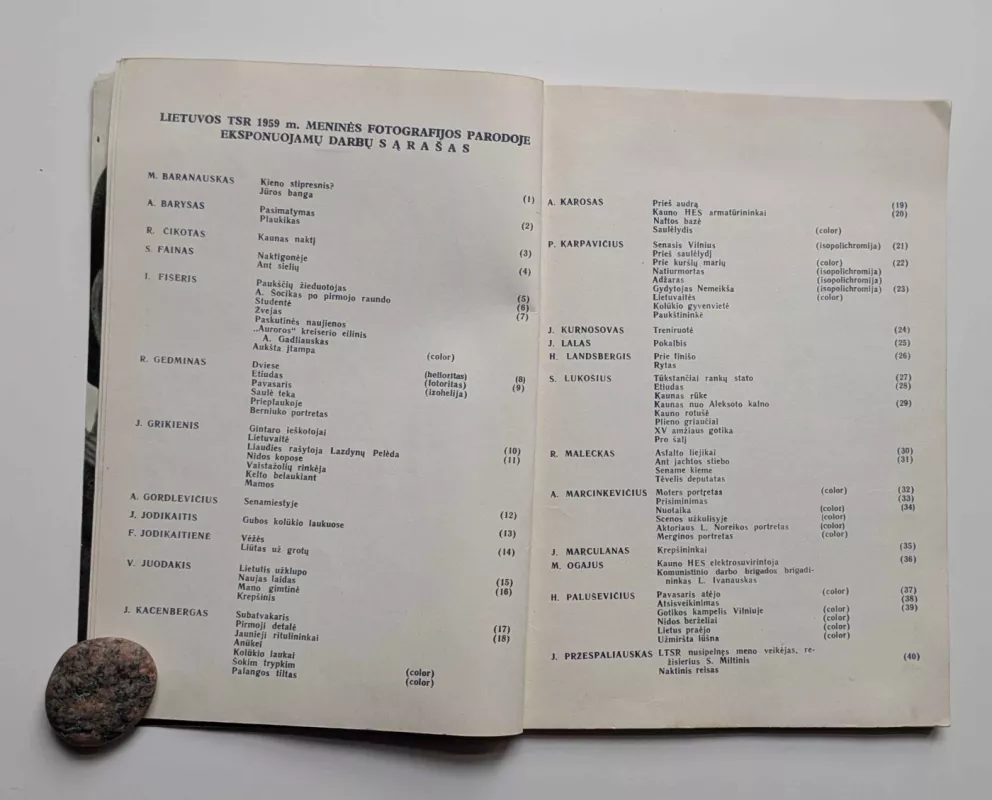 LIETUVOS TSR 1959 m. MENINĖS FOTOGRAFIJOS PARODOJE
EKSPONUOJAMŲ DARBŲ SĄRAŠAS
M. BARANAUSKAS Kieno stipresnis?
Jūros banga (1)
A. BARYSAS Pasimatymas
Plaukikas (2)
R. ČIKOTAS Kaunas naktį
S. FAINAS Naktigonėje (3)
Ant sielių (4)
I. FISERIS Paukščių žieduotojas
A. Šocikas po pirmojo raundo (5)
Studentė (6)
Žvejas (7)
Paskutinės naujienos
„Auroros" kreiserio eilinis
A. Gadliauskas
Aukšta įtampa (color)
R. GEDMINAS Dviese
Etiudas (helioritas) (8)
Pavasaris (fotoritas) (9)
Saulė teka (izohelija)
Prieplaukoje
Berniuko portretas
J. GRIKIENIS Gintaro ieškotojai
Lietuvaitė
Liaudies rašytoja Lazdynų Pelėda (10)
Nidos kopose (11)
Vaistažolių rinkėja
Kelto belaukiant
Mamos
A. GORDLEVIČIUS Senamiestyje
J. JODIKAITIS Gubos kolūkio laukuose (12)
F. JODIKAITIENĖ Vėžės (13)
Liūtas už grotų (14)
V. JUODAKIS Lietulis užklupo
Naujas laidas (15)
Mano gimtinė (16)
Krepšinis
J. KACENBERGAS Subatvakaris
Pirmoji detalė (17)
Jaunieji ritulininkai (18)
Anūkei
Kolūkio laukai
Šokim trypkim (color)
Palangos tiltas (color)
A. KAROSAS Prieš audrą (19)
Kauno HES armatūrininkai (20)
Naftos bazė
Saulėlydis (color)
P. KARPAVIČIUS Senasis Vilnius (isopolichromija) (21)
Prieš saulėlydį
Prie kuršių marių (color) (22)
Natiurmortas (isopolichromija)
Adžaras (isopolichromija)
Gydytojas Nemeikša (isopolichromija) (23)
Lietuvaitės (color)
Kolūkio gyvenvietė
Paukštininkė
J. KURNOSOVAS Treniruotė (24)
J. LALAS Pokalbis (25)
H. LANDSBERGIS Prie finišo (26)
Rytas
S. LUKOŠIUS Tūkstančiai rankų stato (27)
Etiudas (28)
Kaunas rūke
Kaunas nuo Aleksoto kalno (29)
Kauno rotušė
Plieno griaučiai
XV amžiaus gotika
Pro šalį
R. MALECKAS Asfalto liejikai (30)
Ant jachtos stiebo (31)
Sename kieme
Tėvelis deputatas
A. MARCINKEVIČIUS Moters portretas (color) (32)
Prisiminimas (33)
Nuotaika (color) (34)
Scenos užkulisyje (color)
Aktoriaus L. Noreikos portretas (color)
Merginos portretas (color)
J. MARCULANAS Krepšininkai (35)
M. OGAJUS Kauno HES elektrosuvirintoja (36)
Komunistinio darbo brigados brigadi-
ninkas L. Ivanauskas
H. PALUSEVIČIUS Pavasaris atėjo (color) (37)
Atsisveikinimas (38)
Gotikos kampelis Vilniuje (color) (39)
Nidos berželiai (color)
Lietus praėjo (color)
Užmiršta lūšna (color)
J. PRZESPALIAUSKAS LTSR nusipelnęs meno veikėjas, re-
žisierius S. Miltinis (40)
Naktinis reisas